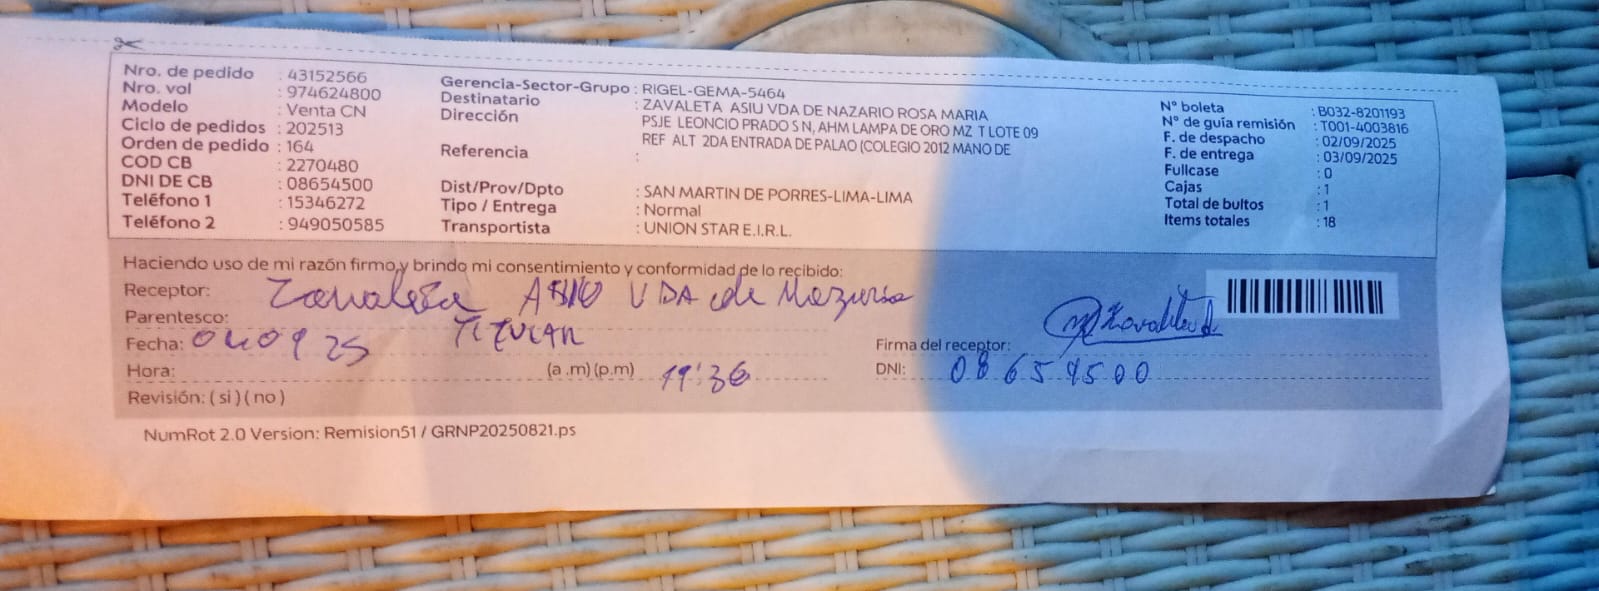 Nro. de pedido : 43152566
Nro. vol : 974624800
Modelo : Venta CN
Ciclo de pedidos : 202513
Orden de pedido : 164
COD CB : 2270480
DNI DE CB : 08654500
Teléfono 1 : 15346272
Teléfono 2 : 949050585
Gerencia-Sector-Grupo : RIGEL-GEMA-5464
Destinatario : ZAVALETA ASIU VDA DE NAZARIO ROSA MARIA
Dirección PSJE LEONCIO PRADO S N, AHM LAMPA DE ORO MZ T LOTE 09
REF ALT 2DA ENTRADA DE PALAO (COLEGIO 2012 MANO DE
Referencia :
Dist/Prov/Dpto : SAN MARTIN DE PORRES-LIMA-LIMA
Tipo / Entrega : Normal
Transportista : UNION STAR E.I.R.L.
N° boleta : B032-8201193
N° de guía remisión : T001-4003816
F. de despacho : 02/09/2025
F. de entrega : 03/09/2025
Fullcase : 0
Cajas : 1
Total de bultos : 1
Items totales : 18
Haciendo uso de mi razón firmo y brindo mi consentimiento y conformidad de lo recibido:
Receptor: Zavaleta ASIU VDA de
Parentesco: TITULAR
Fecha: 040925
Firma del receptor:
Hora: (a .m) (p.m) 11:36
DNI: 08654500
Revisión: ( si ) ( no )
NumRot 2.0 Version: Remision51 / GRNP20250821.ps